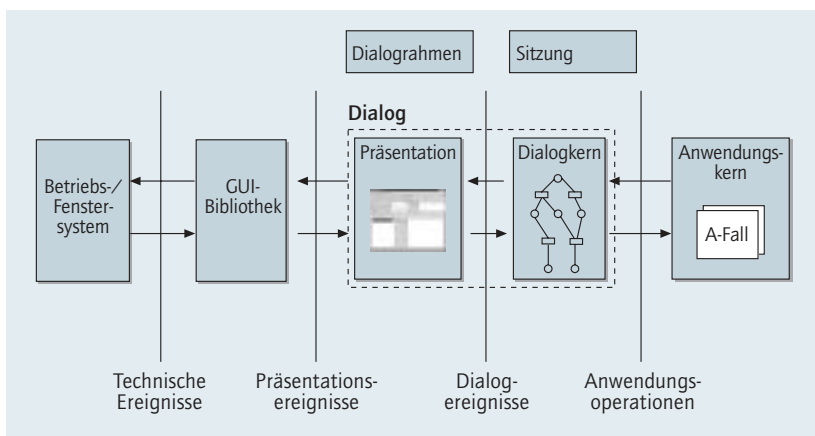 Dialograhmen
Sitzung
Dialog
Betriebs-/
Fenster-
system
GUI-
Bibliothek
Präsentation
Dialogkern
Anwendungs-
kern
A-Fall
Technische
Ereignisse
Präsentations-
ereignisse
Dialog-
ereignisse
Anwendungs-
operationen